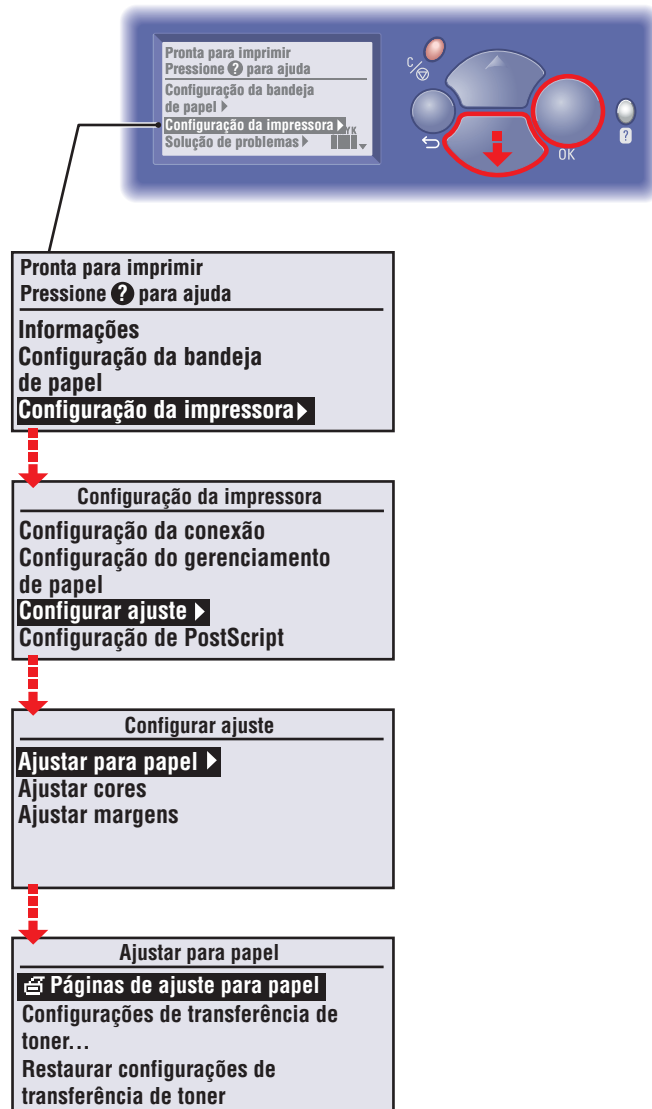 Pronta para imprimir
Pressione ? para ajuda
Configuração da bandeja
de papel
Configuração da impressora
YK
Solução de problemas
C/
OK
?
Pronta para imprimir
Pressione ? para ajuda
Informações
Configuração da bandeja
de papel
Configuração da impressora
Configuração da impressora
Configuração da conexão
Configuração do gerenciamento
de papel
Configurar ajuste
Configuração de PostScript
Configurar ajuste
Ajustar para papel
Ajustar cores
Ajustar margens
Ajustar para papel
Páginas de ajuste para papel
Configurações de transferência de
toner...
Restaurar configurações de
transferência de toner